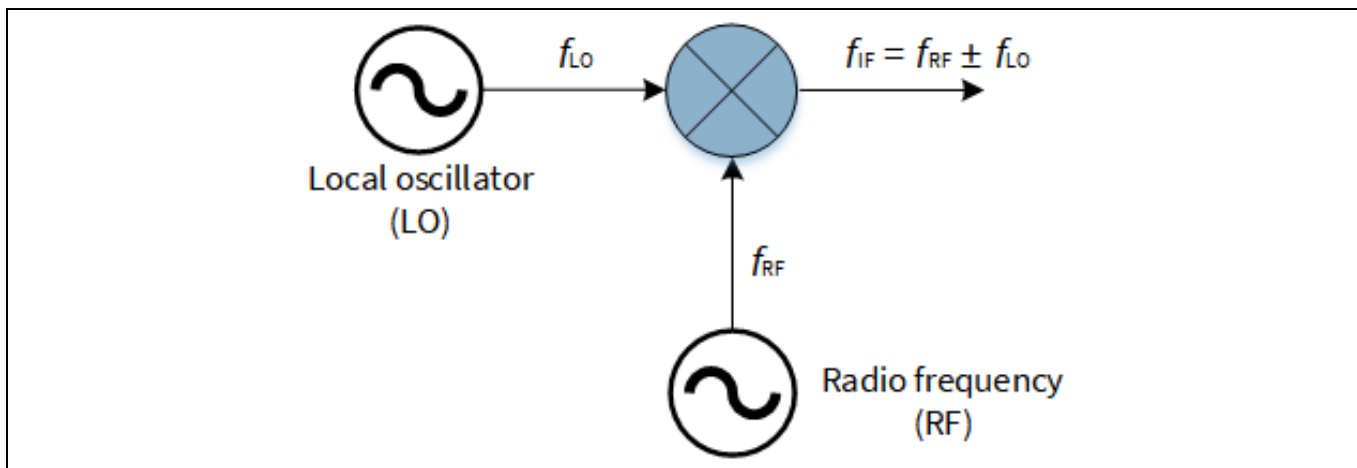 fLO
fIF = fRF ± fLO
Local oscillator
(LO)
fRF
Radio frequency
(RF)